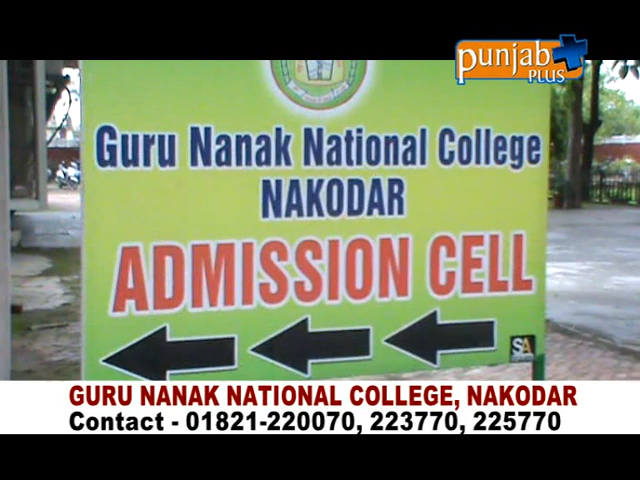 punjab
PLUS
Guru Nanak National College
NAKODAR
ADMISSION CELL
SA
GURU NANAK NATIONAL COLLEGE, NAKODAR
Contact - 01821-220070, 223770, 225770